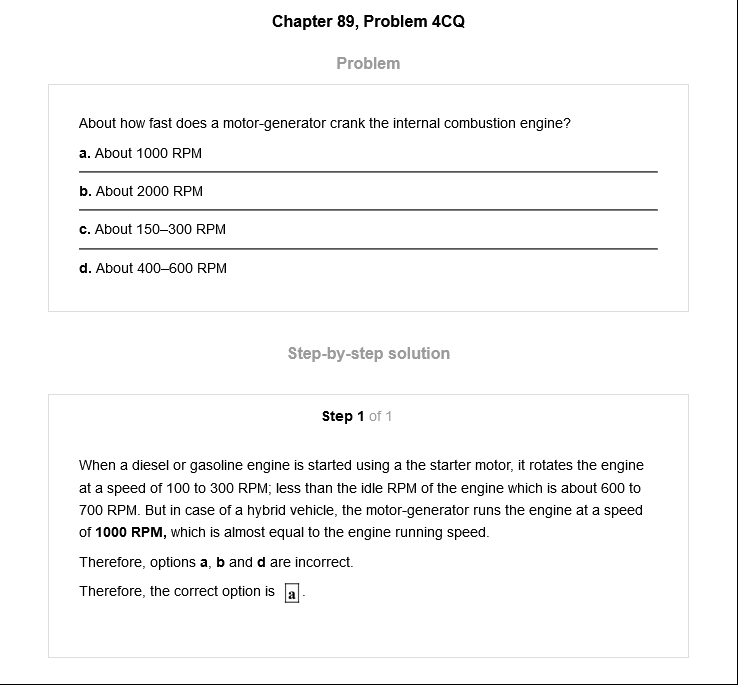 Chapter 89, Problem 4CQ
Problem
About how fast does a motor-generator crank the internal combustion engine?
a. About 1000 RPM
b. About 2000 RPM
c. About 150–300 RPM
d. About 400–600 RPM
Step-by-step solution
Step 1 of 1
When a diesel or gasoline engine is started using a the starter motor, it rotates the engine
at a speed of 100 to 300 RPM; less than the idle RPM of the engine which is about 600 to
700 RPM. But in case of a hybrid vehicle, the motor-generator runs the engine at a speed
of 1000 RPM, which is almost equal to the engine running speed.
Therefore, options a, b and d are incorrect.
Therefore, the correct option is a .